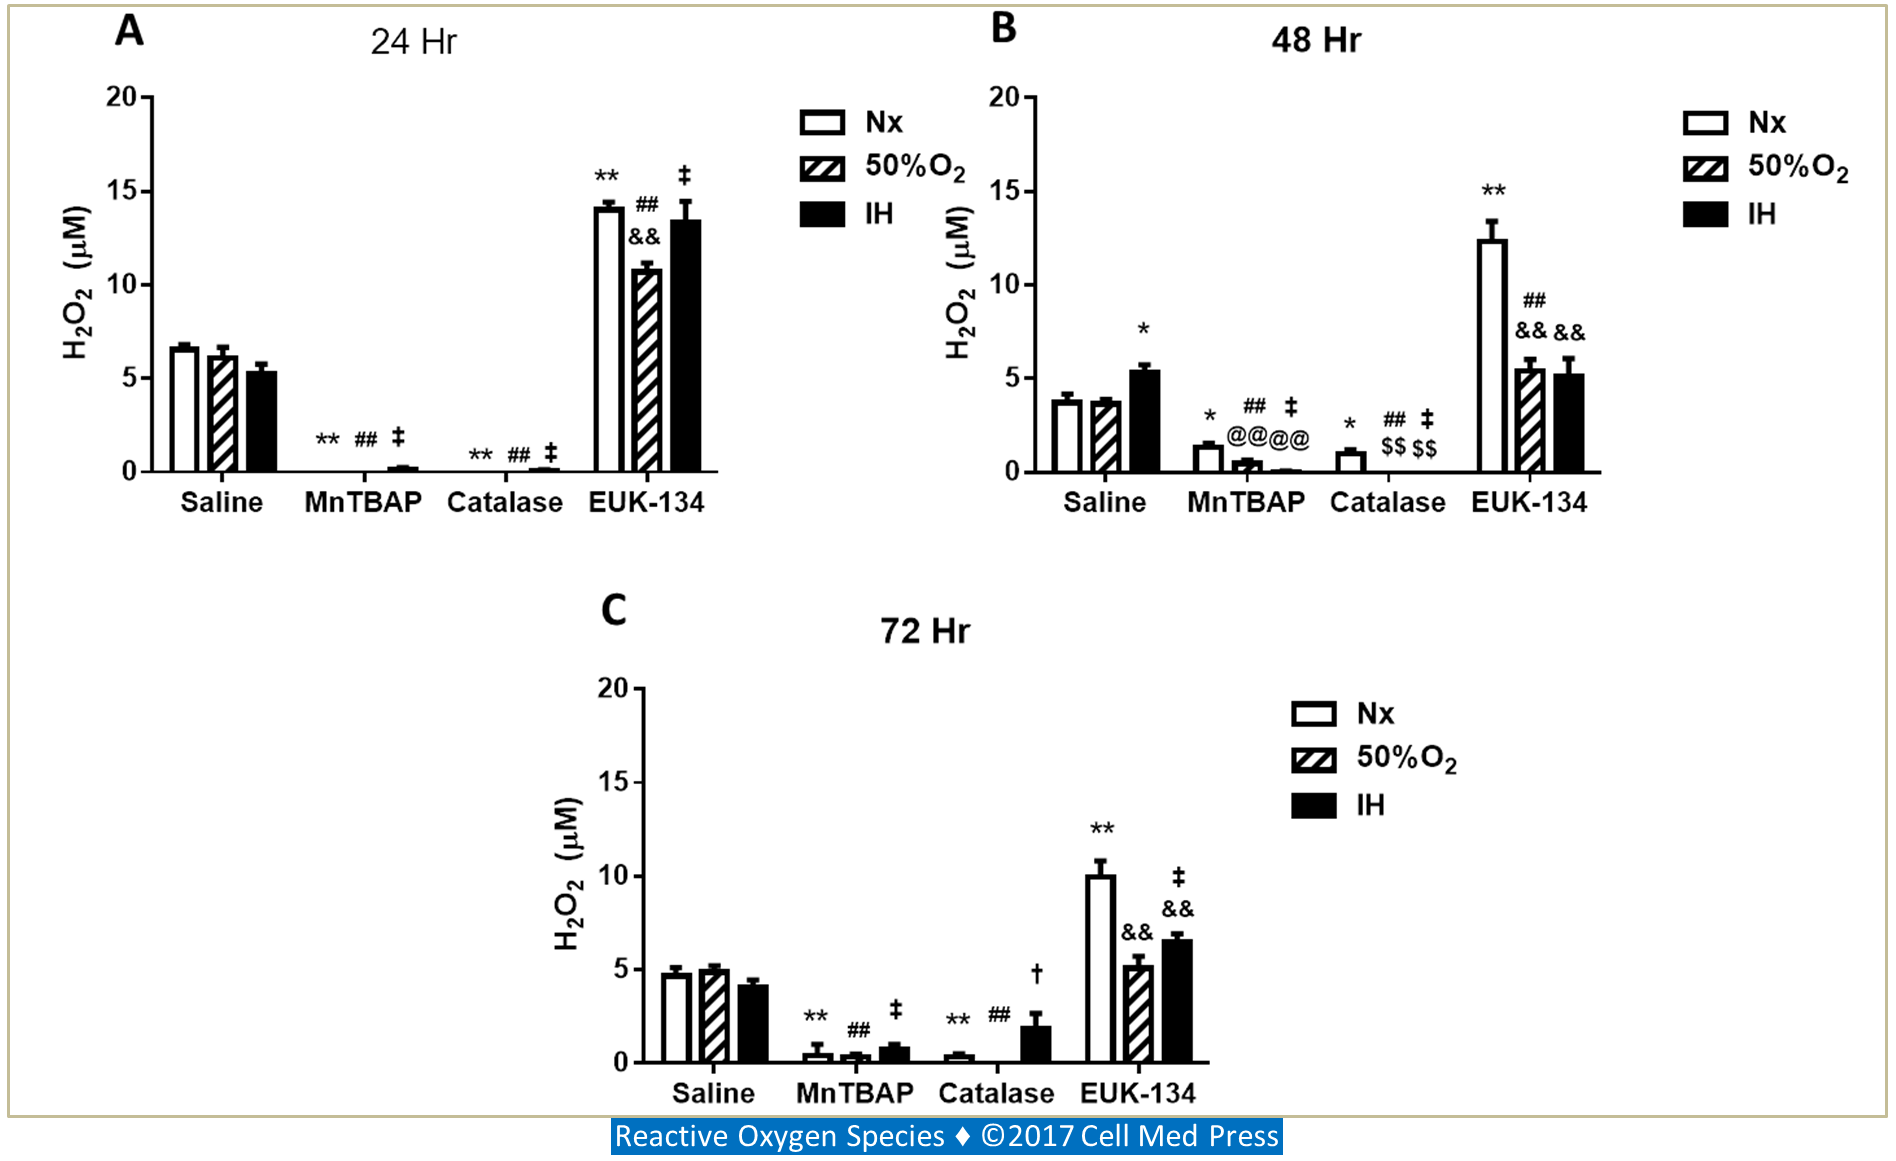 A
24 Hr
20
15
10
5
0
H2O2 (μM)
** ## ‡
** ## ‡
**
##
&&
‡
Saline MnTBAP Catalase EUK-134
Nx
50%O2
IH
B
48 Hr
20
15
10
5
0
H2O2 (μM)
*
* ## ‡
@@ @@
* ## ‡
$$ $$
**
##
&& &&
Saline MnTBAP Catalase EUK-134
Nx
50%O2
IH
C
72 Hr
20
15
10
5
0
H2O2 (μM)
** ## ‡
** ## †
**
&&
‡
&&
Saline MnTBAP Catalase EUK-134
Nx
50%O2
IH
Reactive Oxygen Species ♦ ©2017 Cell Med Press